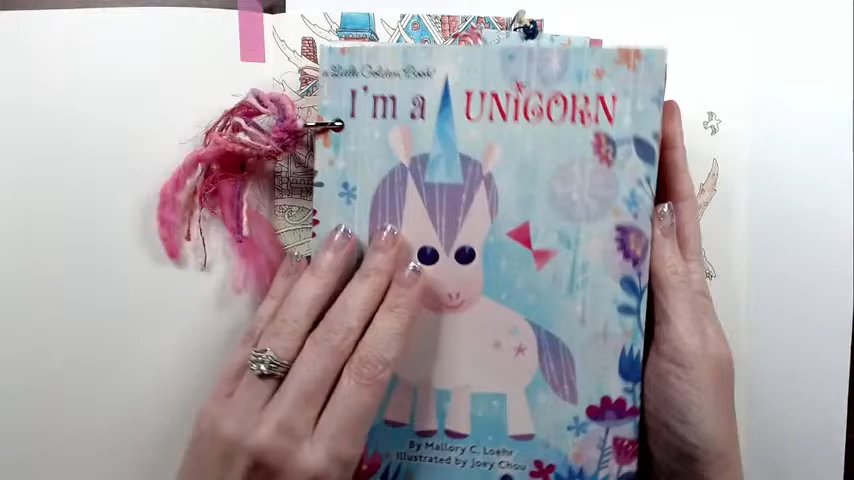 a Little Golden Book
I'm a UNiCORN
By Mallory C. Loehr
Illustrated by Joey Chou